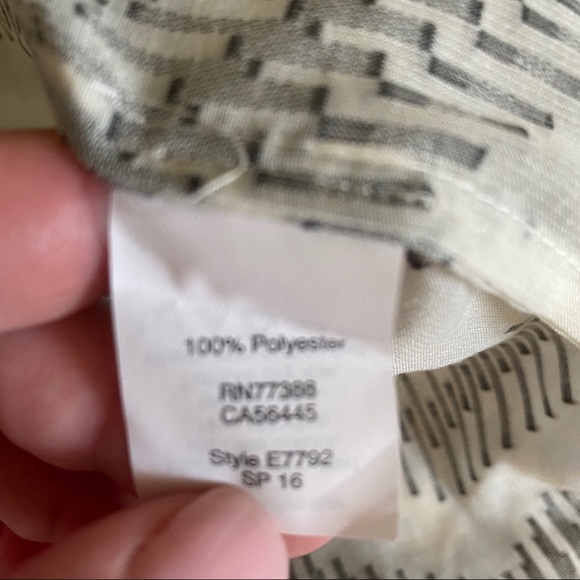 100% Polyester
RN77388
CA56445
Style E7792
SP 16